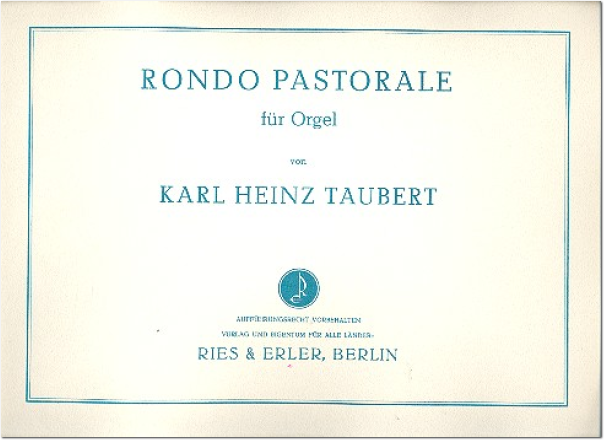 RONDO PASTORALE
für Orgel
von
KARL HEINZ TAUBERT
AUFFÜHRUNGSRECHT VORBEHALTEN
VERLAG UND EIGENTUM FÜR ALLE LÄNDER:
RIES & ERLER, BERLIN